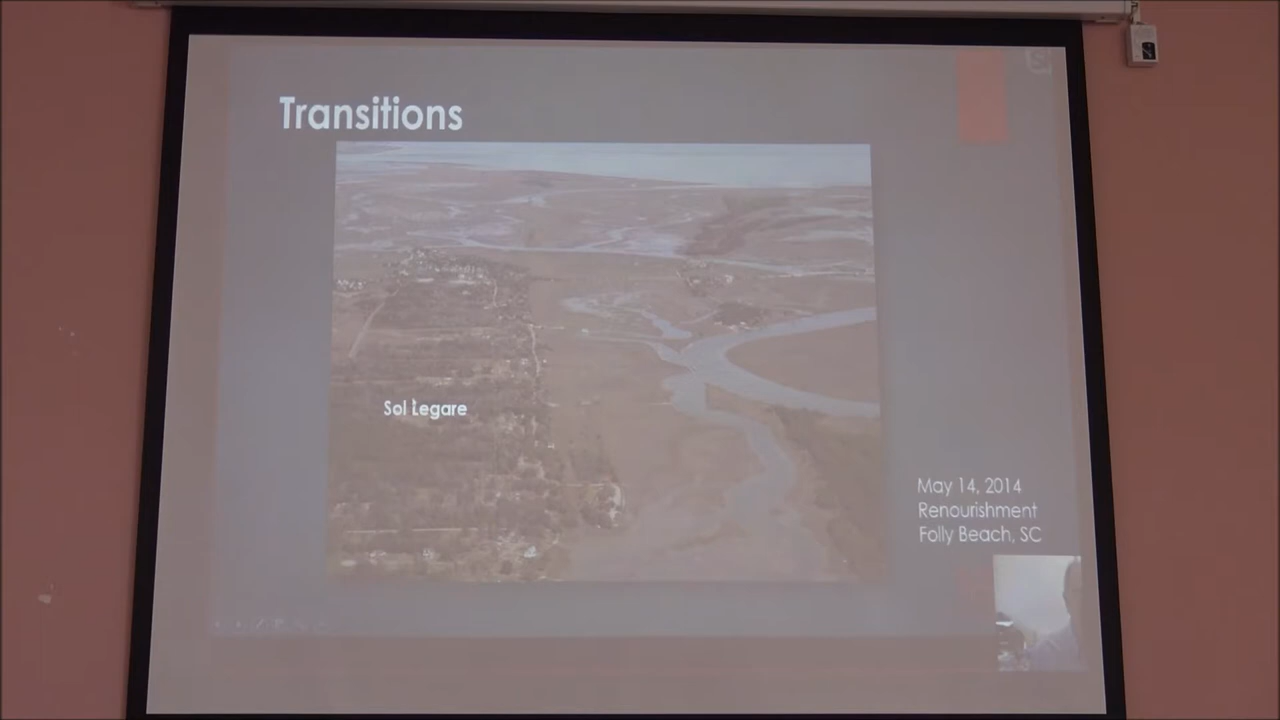 Transitions
Sol Legare
May 14, 2014
Renourishment
Folly Beach, SC